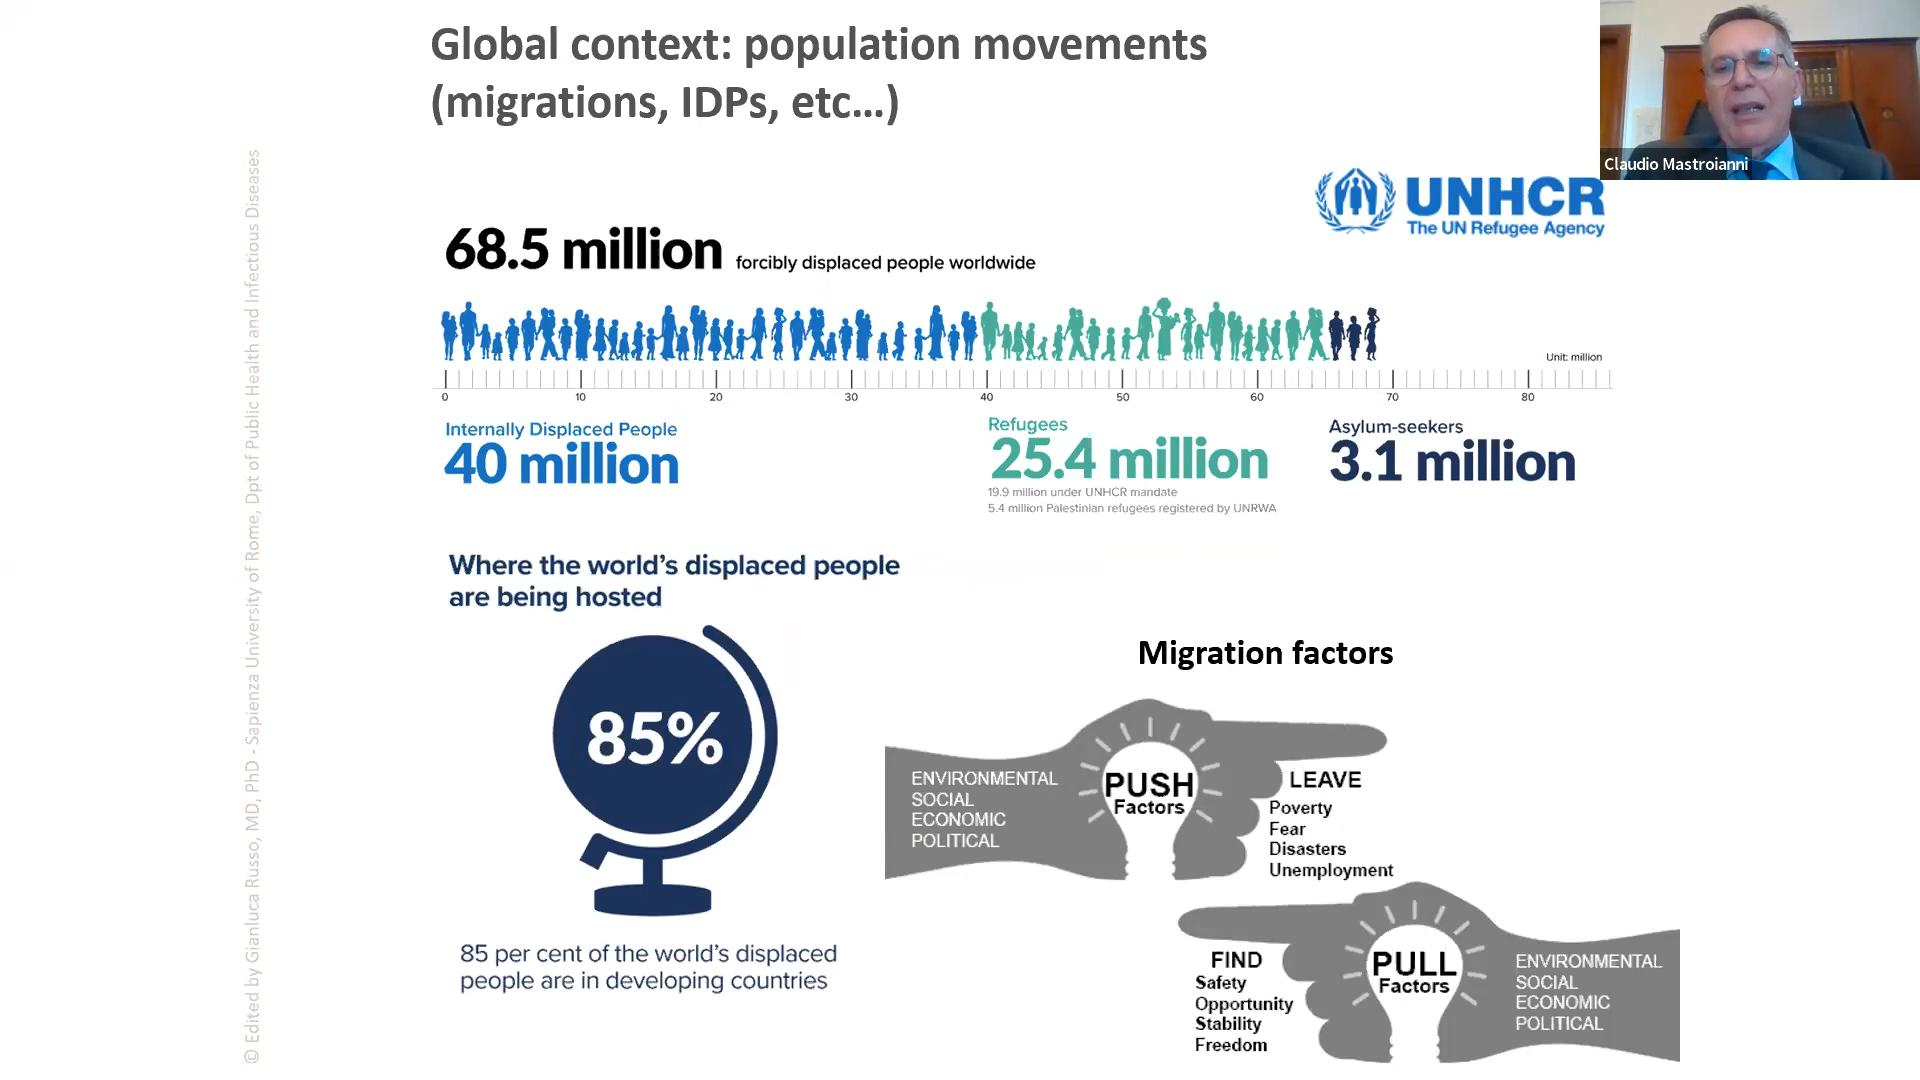 Global context: population movements
(migrations, IDPs, etc…)
Claudio Mastroianni
UNHCR
The UN Refugee Agency
68.5 million forcibly displaced people worldwide
Unit: million
0 10 20 30 40 50 60 70 80
Internally Displaced People
40 million
Refugees
25.4 million
19.9 million under UNHCR mandate
5.4 million Palestinian refugees registered by UNRWA
Asylum-seekers
3.1 million
Where the world’s displaced people
are being hosted
85%
85 per cent of the world’s displaced
people are in developing countries
Migration factors
ENVIRONMENTAL
SOCIAL
ECONOMIC
POLITICAL
PUSH
Factors
LEAVE
Poverty
Fear
Disasters
Unemployment
FIND
Safety
Opportunity
Stability
Freedom
PULL
Factors
ENVIRONMENTAL
SOCIAL
ECONOMIC
POLITICAL
© Edited by Gianluca Russo, MD, PhD - Sapienza University of Rome, Dpt of Public Health and Infectious Diseases